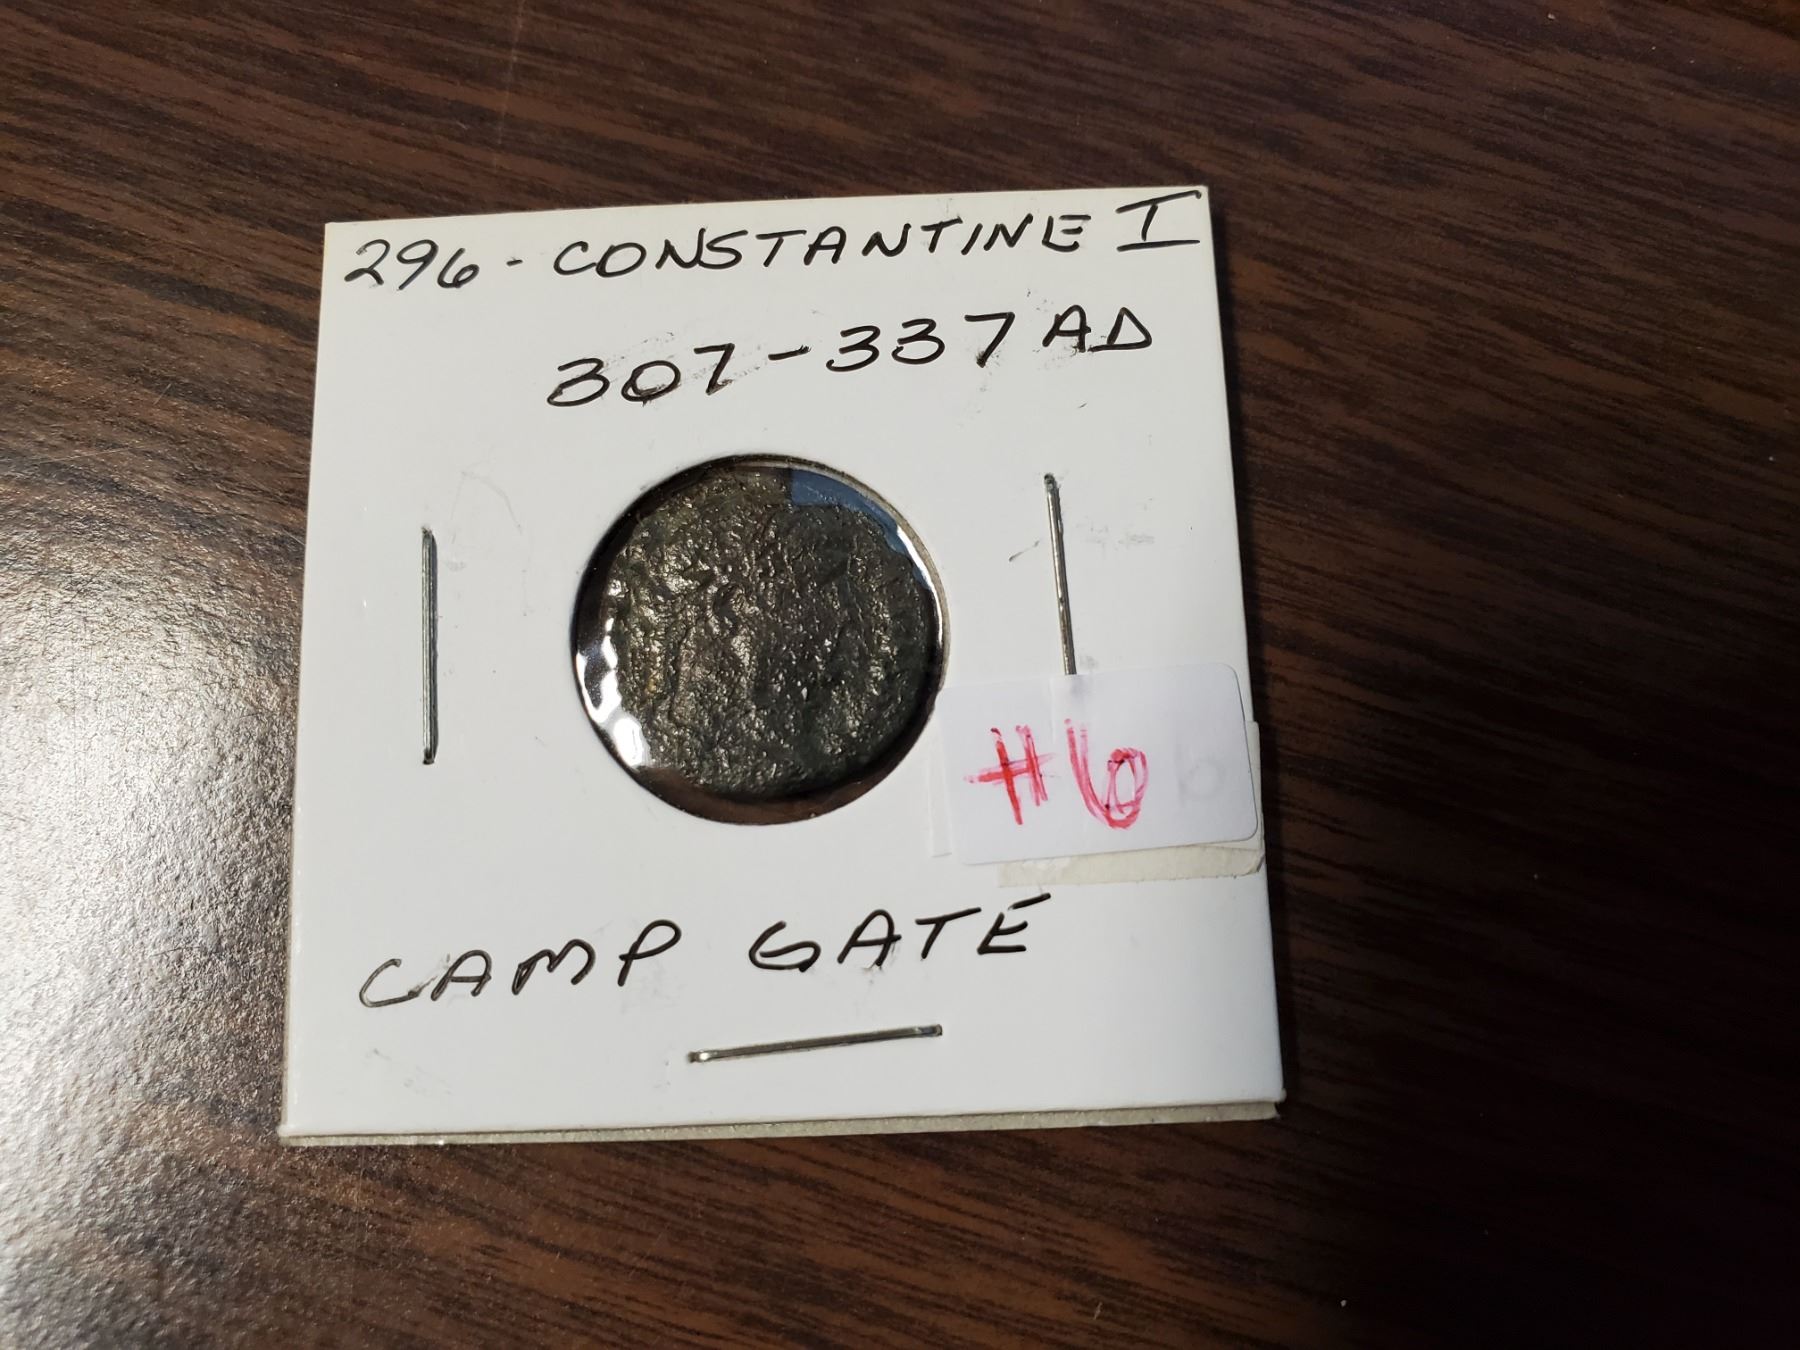 296 - CONSTANTINE I
307-337 AD
#6
CAMP GATE